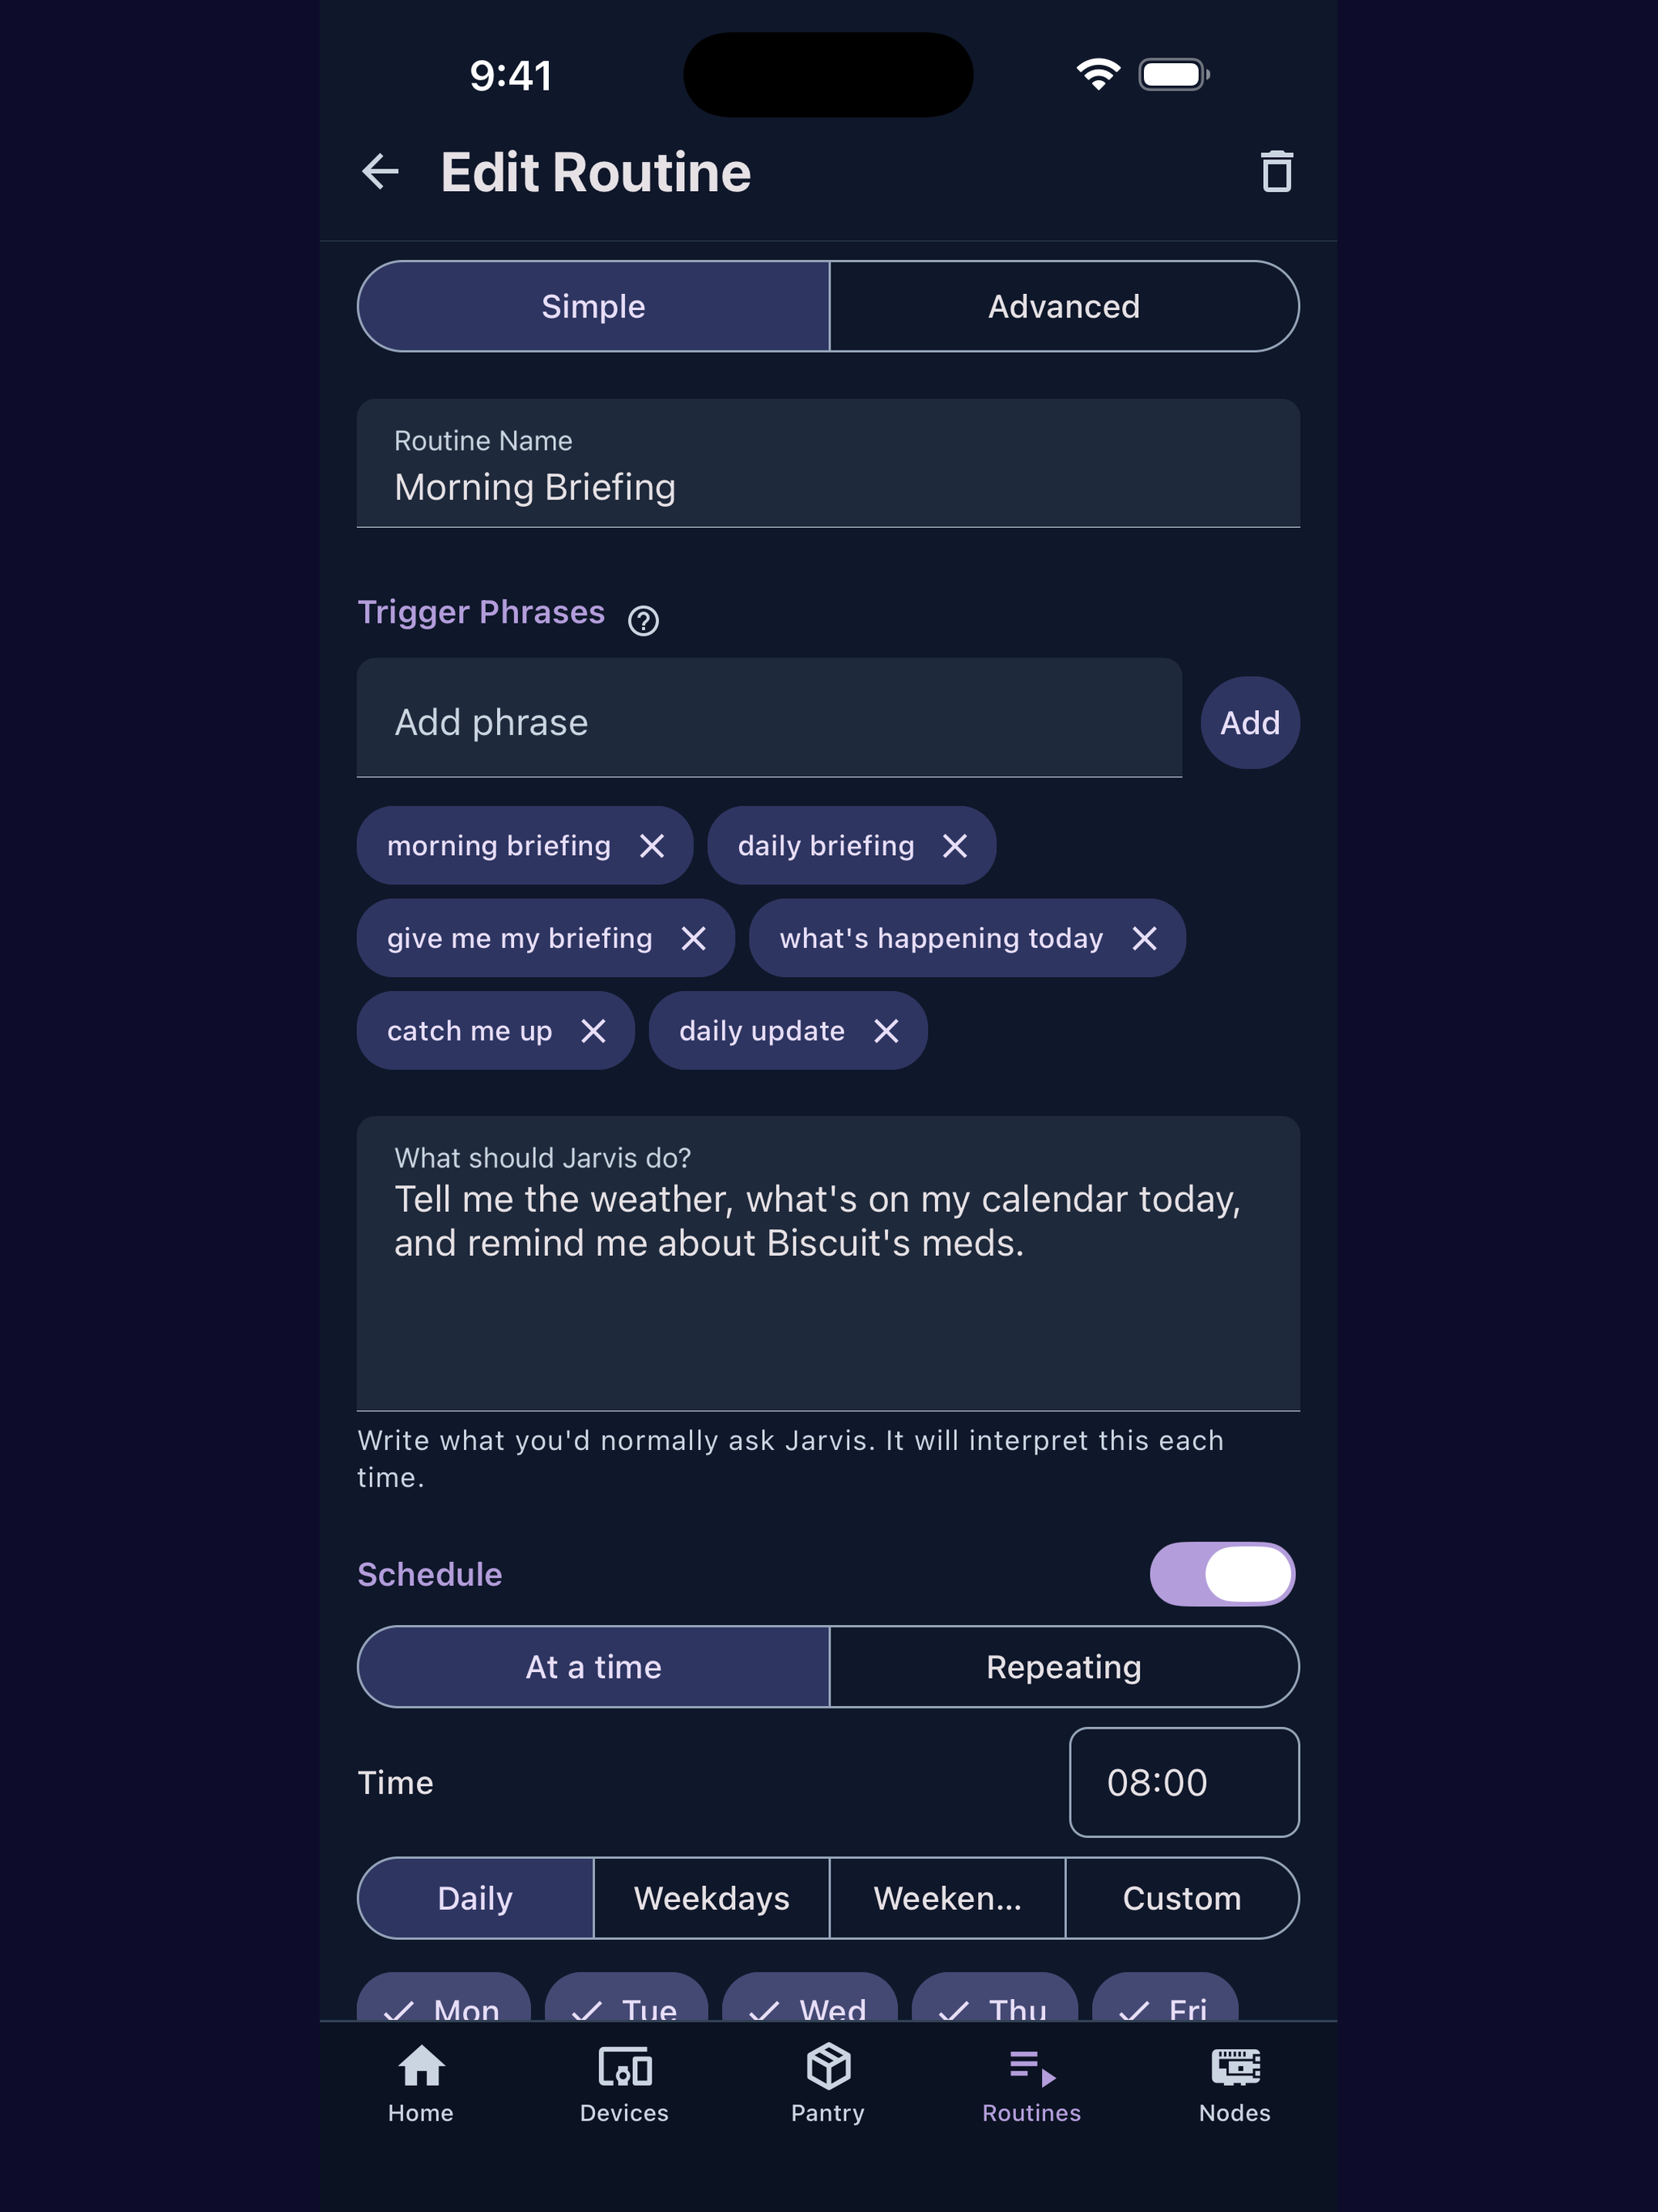 9:41
Edit Routine
Simple
Advanced
Routine Name
Morning Briefing
Trigger Phrases
Add phrase
Add
morning briefing
daily briefing
give me my briefing
what's happening today
catch me up
daily update
What should Jarvis do?
Tell me the weather, what's on my calendar today,
and remind me about Biscuit's meds.
Write what you'd normally ask Jarvis. It will interpret this each
time.
Schedule
At a time
Repeating
Time
08:00
Daily
Weekdays
Weeken...
Custom
Mon
Tue
Wed
Thu
Fri
Home
Devices
Pantry
Routines
Nodes